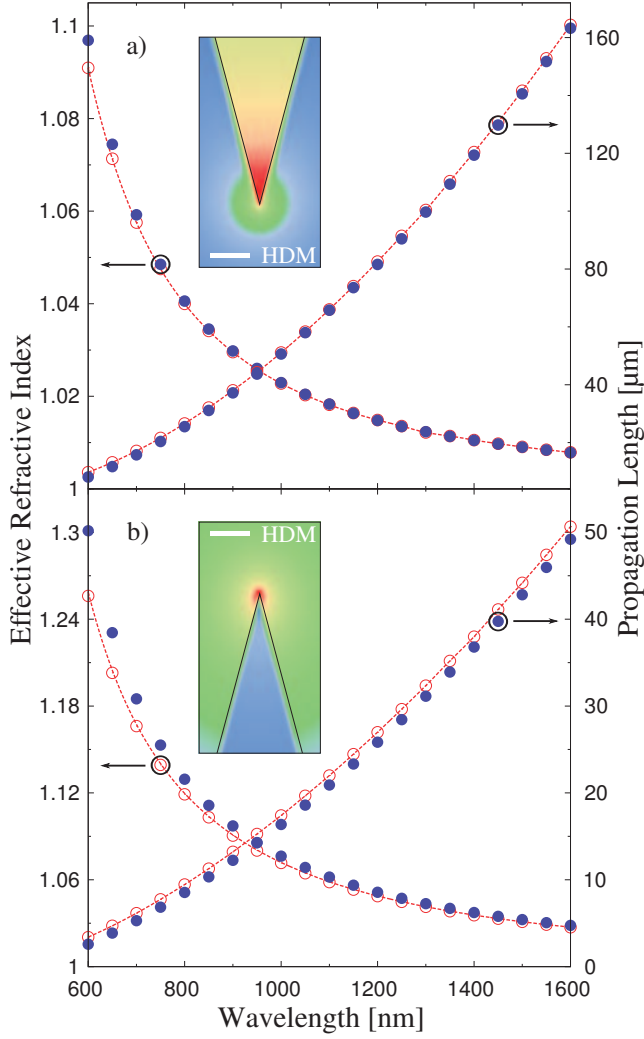 Effective Refractive Index
Propagation Length [μm]
a)
HDM
1.1
1.08
1.06
1.04
1.02
1
160
120
80
40
b)
HDM
1.3
1.24
1.18
1.12
1.06
1
50
40
30
20
10
0
600 800 1000 1200 1400 1600
Wavelength [nm]